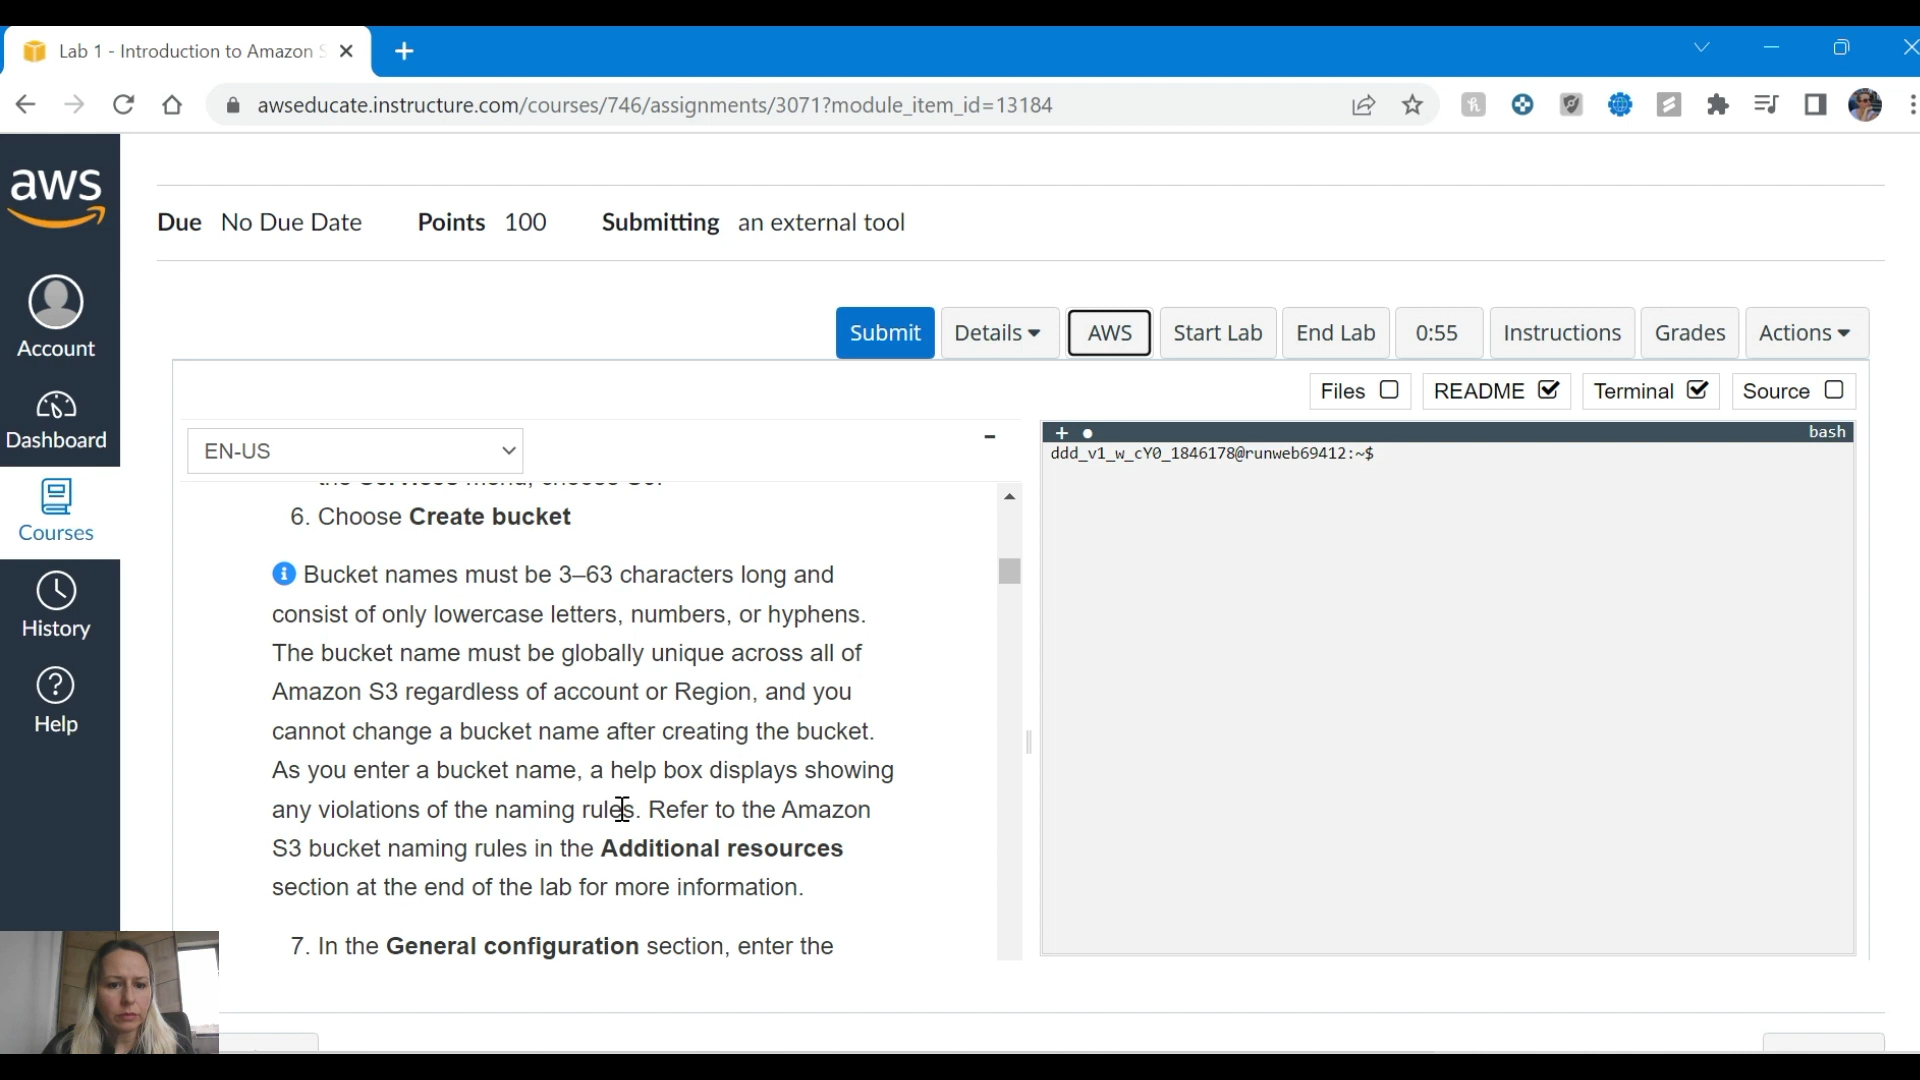 Lab 1 - Introduction to Amazon S
awseducate.instructure.com/courses/746/assignments/3071?module_item_id=13184
aws
Account
Dashboard
Courses
History
Help
Due No Due Date Points 100 Submitting an external tool
Submit Details AWS Start Lab End Lab 0:55 Instructions Grades Actions
Files README Terminal Source
EN-US
6. Choose Create bucket
Bucket names must be 3–63 characters long and
consist of only lowercase letters, numbers, or hyphens.
The bucket name must be globally unique across all of
Amazon S3 regardless of account or Region, and you
cannot change a bucket name after creating the bucket.
As you enter a bucket name, a help box displays showing
any violations of the naming rules. Refer to the Amazon
S3 bucket naming rules in the Additional resources
section at the end of the lab for more information.
7. In the General configuration section, enter the
bash
ddd_v1_w_cY0_1846178@runweb69412:~$